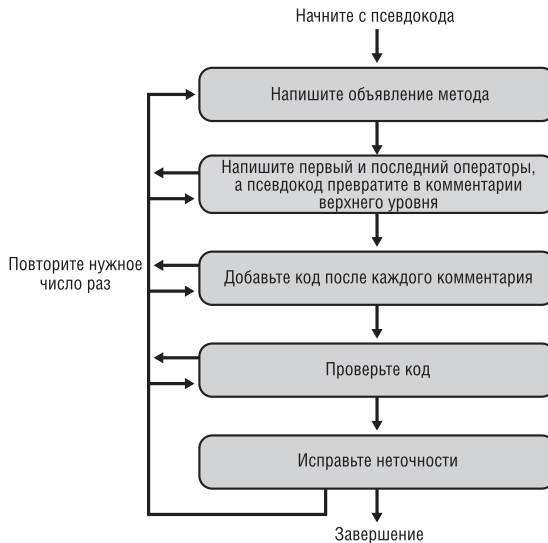 Начните с псевдокода
Напишите объявление метода
Напишите первый и последний операторы,
а псевдокод превратите в комментарии
верхнего уровня
Повторите нужное
число раз
Добавьте код после каждого комментария
Проверьте код
Исправьте неточности
Завершение